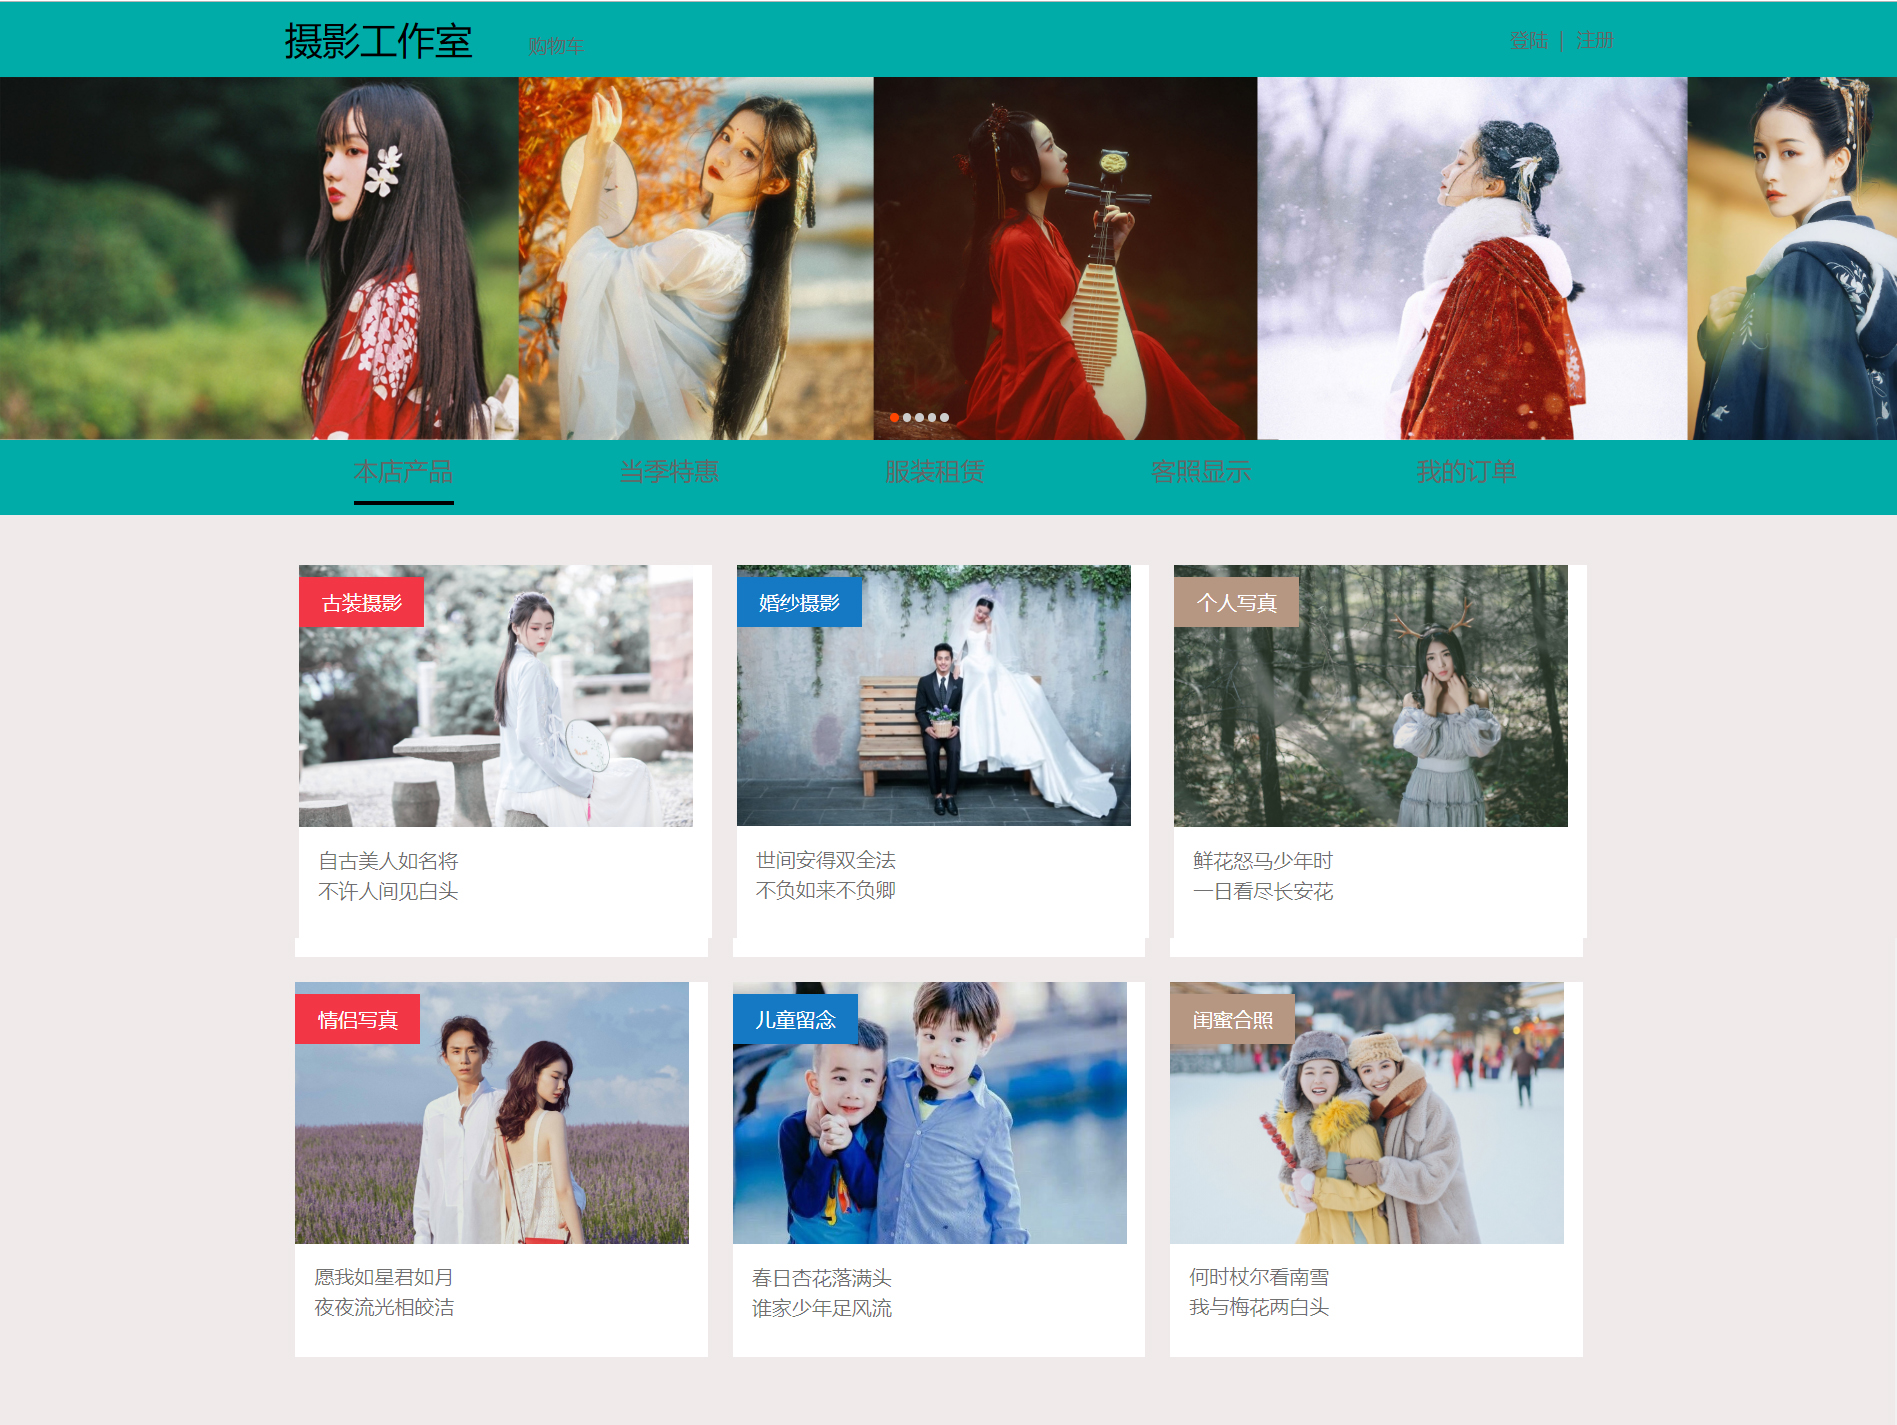 摄影工作室
购物车
登陆 | 注册
本店产品
当季特惠
服装租赁
客照显示
我的订单
古装摄影
自古美人如名将
不许人间见白头
婚纱摄影
世间安得双全法
不负如来不负卿
个人写真
鲜花怒马少年时
一日看尽长安花
情侣写真
愿我如星君如月
夜夜流光相皎洁
儿童留念
春日杏花落满头
谁家少年足风流
闺蜜合照
何时杖尔看南雪
我与梅花两白头